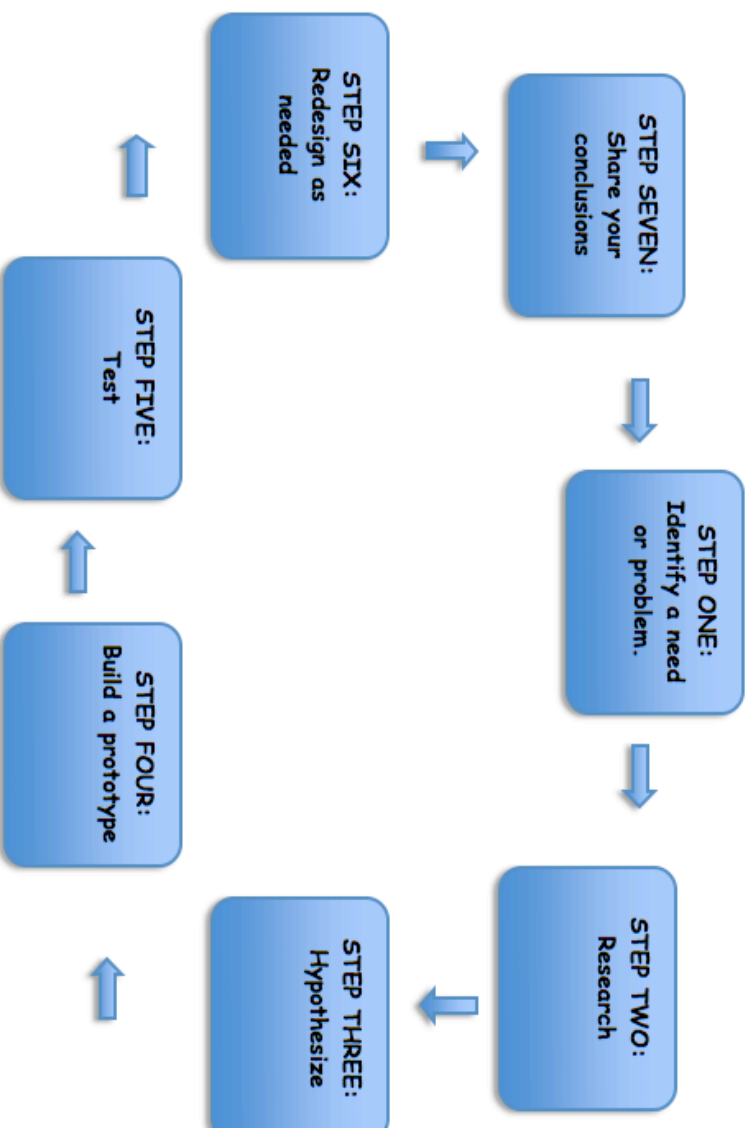 STEP ONE:
Identify a need
or problem.
STEP TWO:
Research
STEP THREE:
Hypothesize
STEP FOUR:
Build a prototype
STEP FIVE:
Test
STEP SIX:
Redesign as
needed
STEP SEVEN:
Share your
conclusions